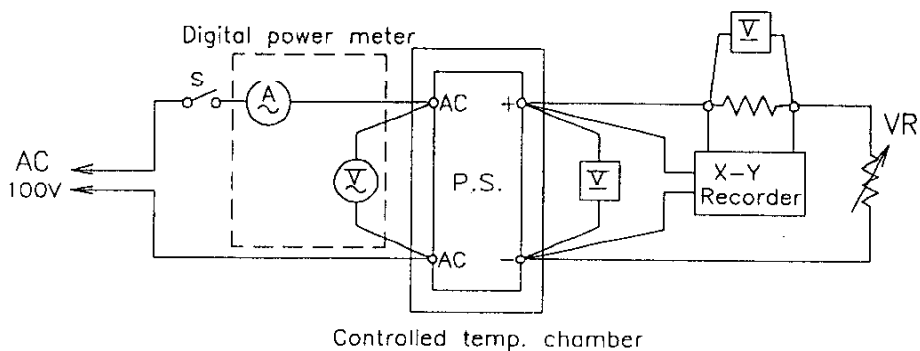 Digital power meter
S
A
AC
100V
V
AC
AC
P.S.
+
−
V
V
X-Y
Recorder
VR
Controlled temp. chamber